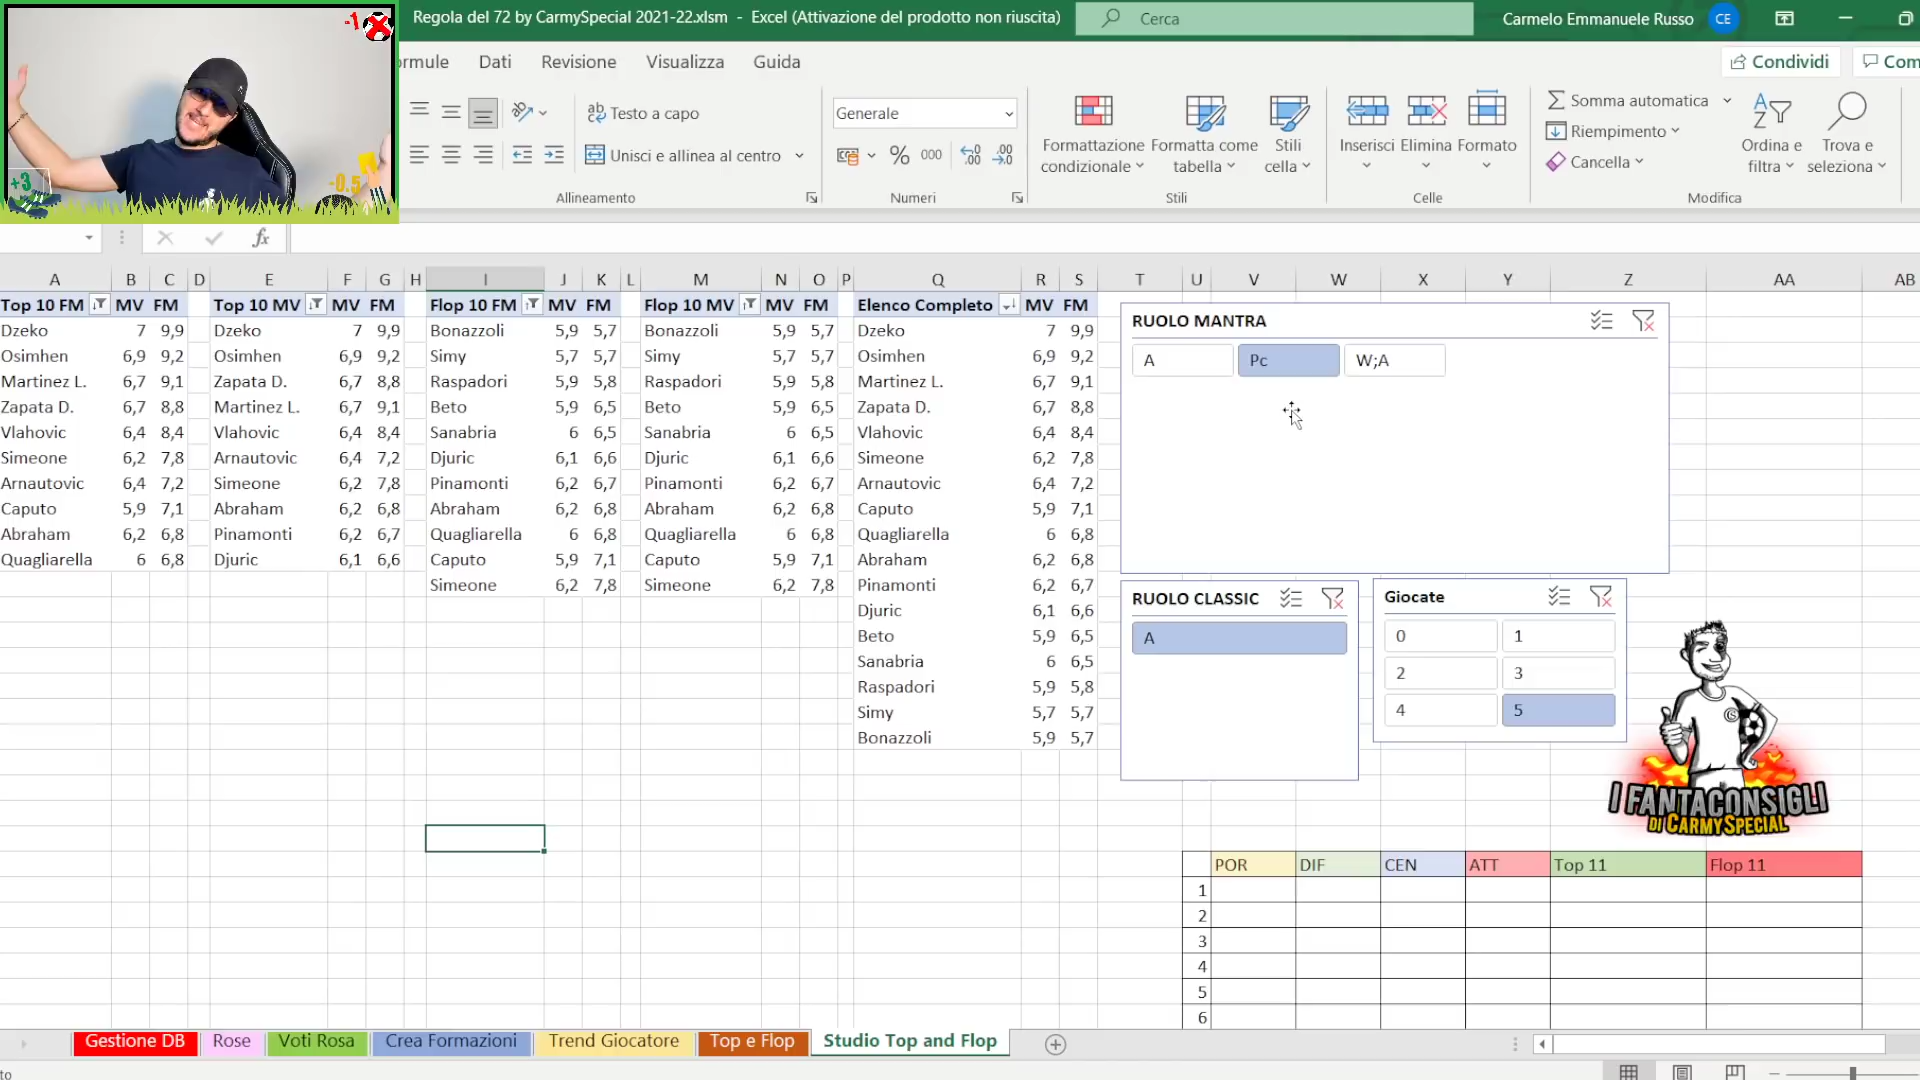 -1
+3
-0.5
Regola del 72 by CarmySpecial 2021-22.xlsm - Excel (Attivazione del prodotto non riuscita)
Cerca
Carmelo Emmanuele Russo CE
ormule Dati Revisione Visualizza Guida
Condividi Com
Testo a capo
Unisci e allinea al centro
Allineamento
Generale
% 000
Numeri
Formattazione condizionale
Formatta come tabella
Stili cella
Stili
Inserisci Elimina Formato
Celle
Somma automatica
Riempimento
Cancella
Ordina e filtra
Trova e seleziona
Modifica
fx
A B C D E F G H I J K L M N O P Q R S T U V W X Y Z AA AB
Top 10 FM MV FM Top 10 MV MV FM Flop 10 FM MV FM Flop 10 MV MV FM Elenco Completo MV FM
Dzeko 7 9,9 Dzeko 7 9,9 Bonazzoli 5,9 5,7 Bonazzoli 5,9 5,7 Dzeko 7 9,9
Osimhen 6,9 9,2 Osimhen 6,9 9,2 Simy 5,7 5,7 Simy 5,7 5,7 Osimhen 6,9 9,2
Martinez L. 6,7 9,1 Zapata D. 6,7 8,8 Raspadori 5,9 5,8 Raspadori 5,9 5,8 Martinez L. 6,7 9,1
Zapata D. 6,7 8,8 Martinez L. 6,7 9,1 Beto 5,9 6,5 Beto 5,9 6,5 Zapata D. 6,7 8,8
Vlahovic 6,4 8,4 Vlahovic 6,4 8,4 Sanabria 6 6,5 Sanabria 6 6,5 Vlahovic 6,4 8,4
Simeone 6,2 7,8 Arnautovic 6,4 7,2 Djuric 6,1 6,6 Djuric 6,1 6,6 Simeone 6,2 7,8
Arnautovic 6,4 7,2 Simeone 6,2 7,8 Pinamonti 6,2 6,7 Pinamonti 6,2 6,7 Arnautovic 6,4 7,2
Caputo 5,9 7,1 Abraham 6,2 6,8 Abraham 6,2 6,8 Abraham 6,2 6,8 Caputo 5,9 7,1
Abraham 6,2 6,8 Pinamonti 6,2 6,7 Quagliarella 6 6,8 Quagliarella 6 6,8 Quagliarella 6 6,8
Quagliarella 6 6,8 Djuric 6,1 6,6 Caputo 5,9 7,1 Caputo 5,9 7,1 Abraham 6,2 6,8
Simeone 6,2 7,8 Simeone 6,2 7,8 Pinamonti 6,2 6,7
Djuric 6,1 6,6
Beto 5,9 6,5
Sanabria 6 6,5
Raspadori 5,9 5,8
Simy 5,7 5,7
Bonazzoli 5,9 5,7
RUOLO MANTRA
A Pc W;A
RUOLO CLASSIC
A
Giocate
0 1
2 3
4 5
I FANTACONSIGLI
DI CARMYSPECIAL
POR DIF CEN ATT Top 11 Flop 11
1
2
3
4
5
6
Gestione DB Rose Voti Rosa Crea Formazioni Trend Giocatore Top e Flop Studio Top and Flop
to